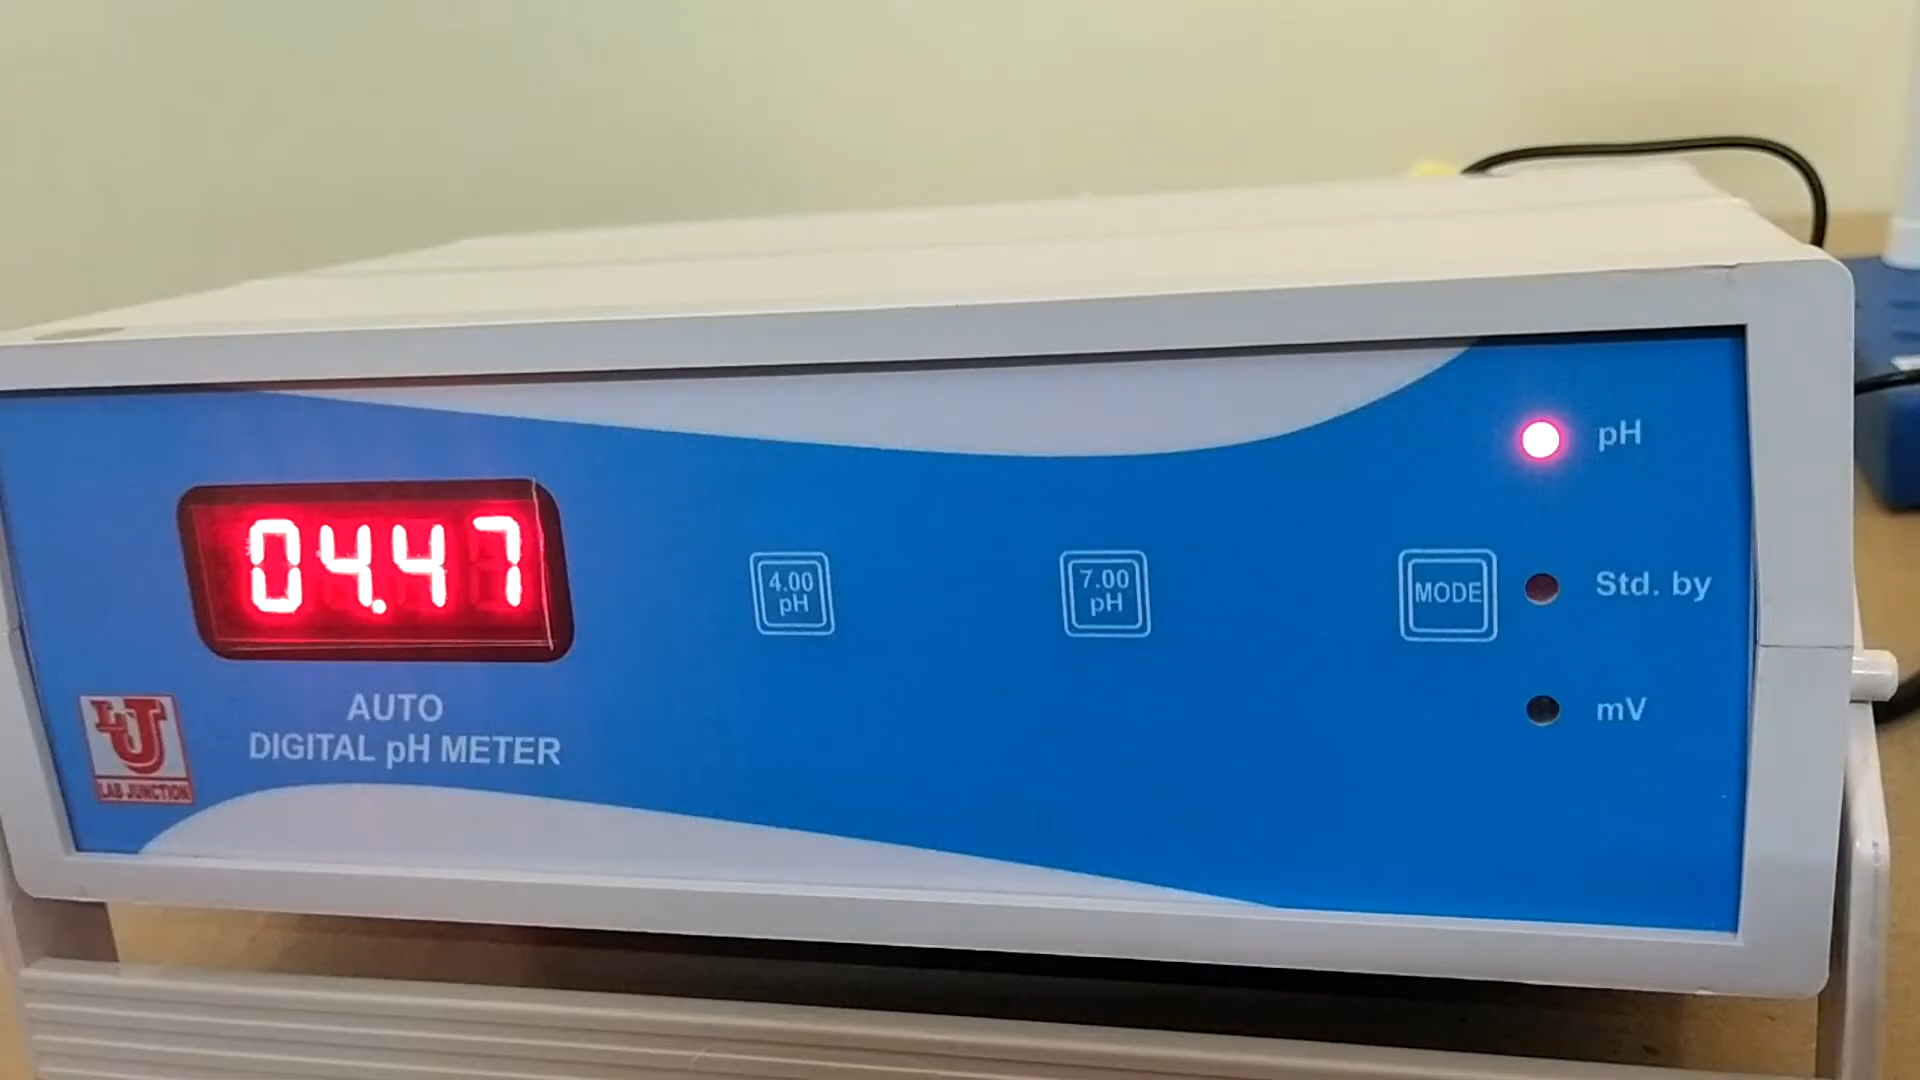 pH
04.47
4.00
pH
7.00
pH
MODE
Std. by
mV
AUTO
DIGITAL pH METER
LJ
LAB JUNCTION